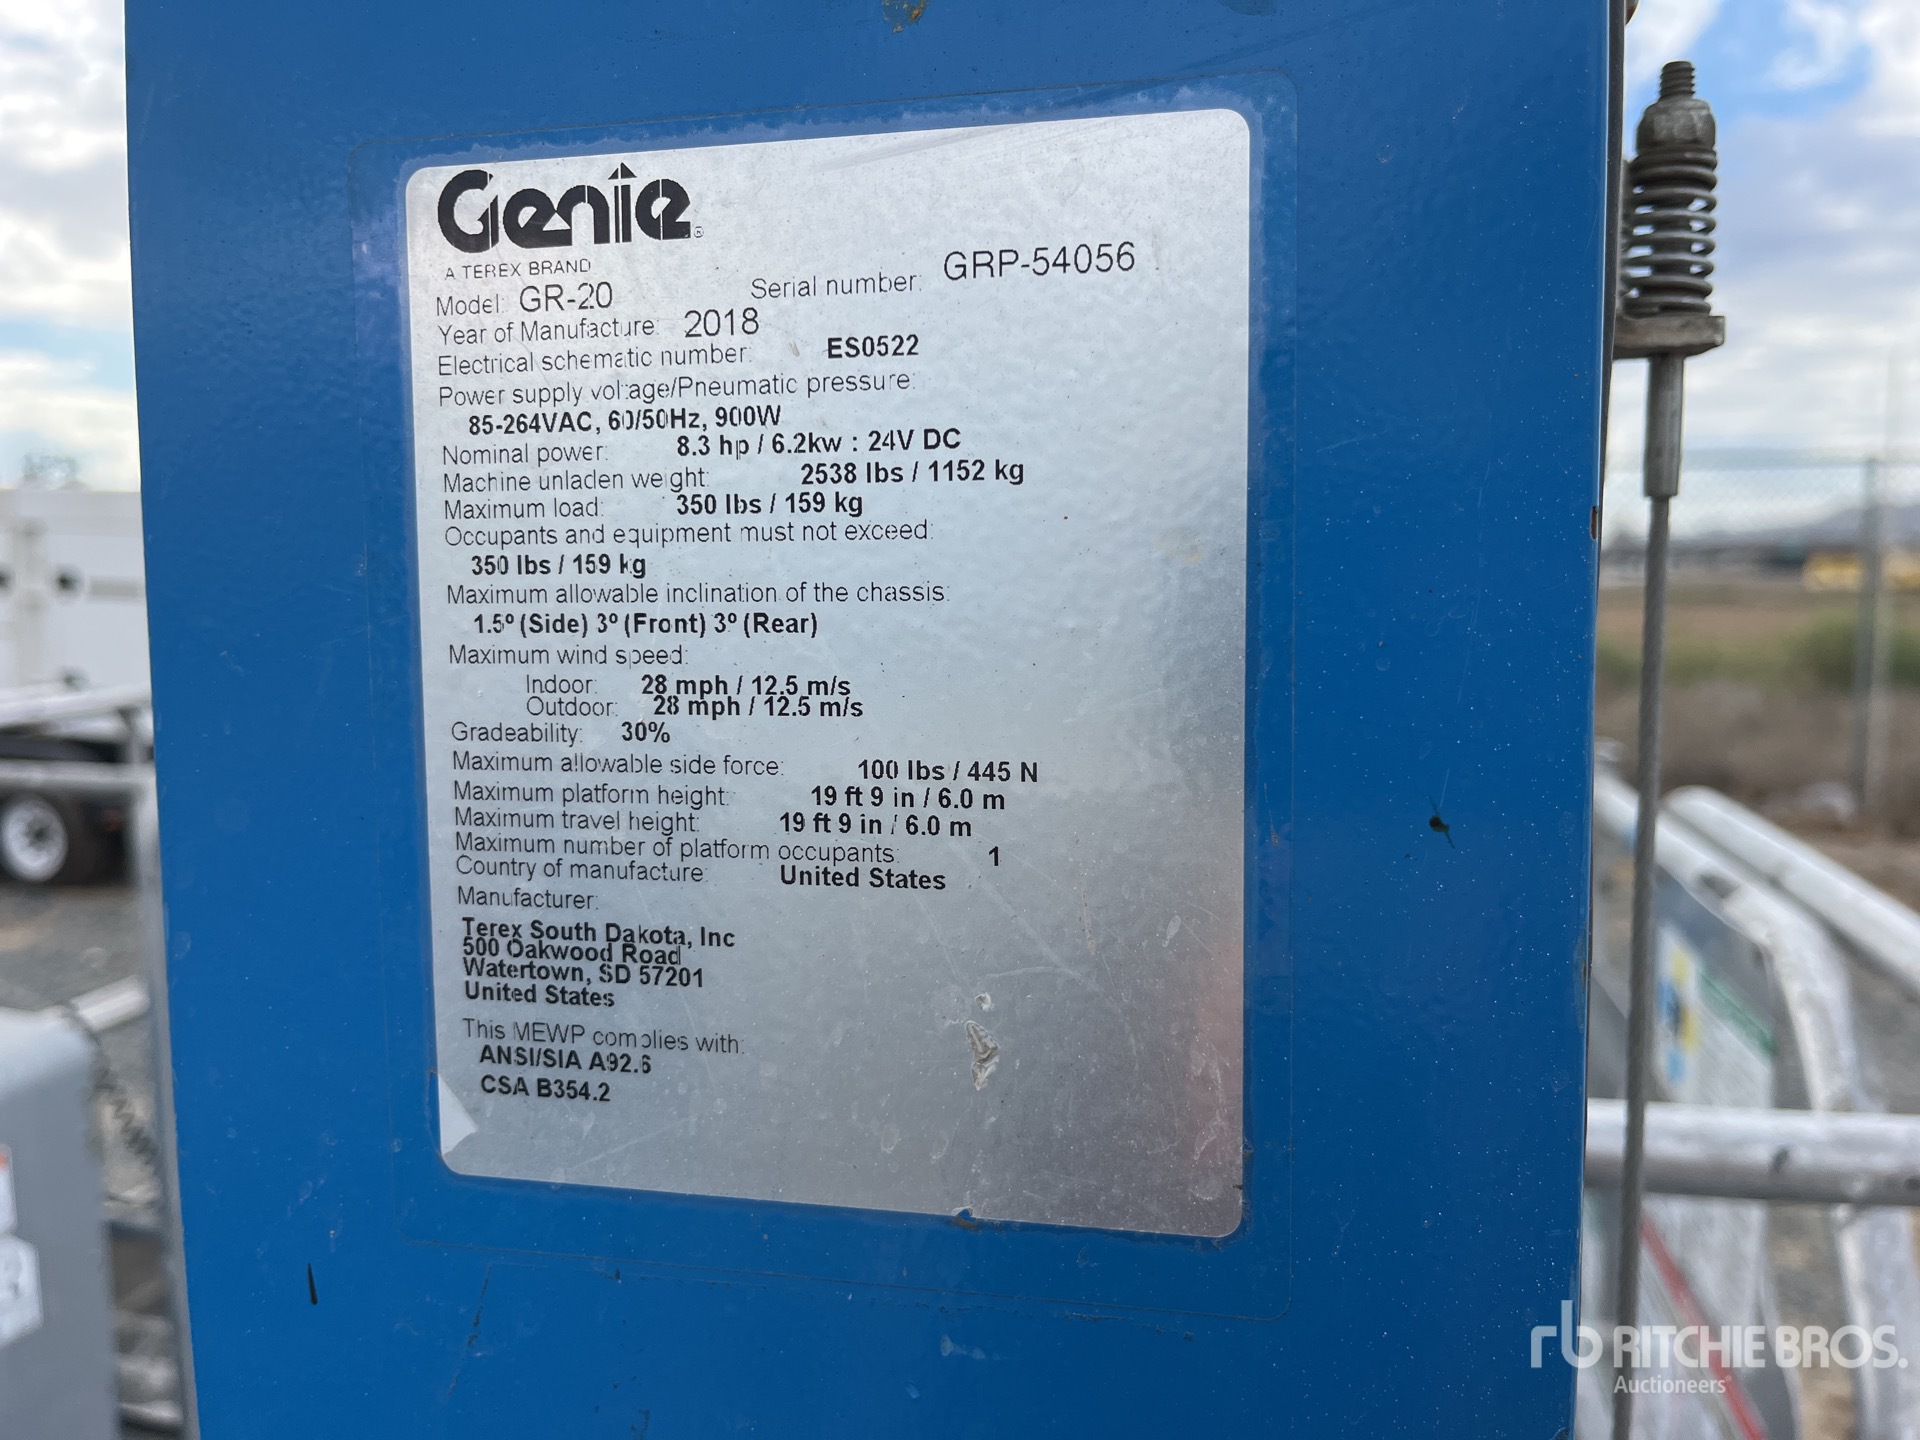 Genie®
A TEREX BRAND
Model: GR-20 Serial number: GRP-54056
Year of Manufacture: 2018
Electrical schematic number: ES0522
Power supply voltage/Pneumatic pressure:
85-264VAC, 60/50Hz, 900W
Nominal power: 8.3 hp / 6.2kw : 24V DC
Machine unladen weight: 2538 lbs / 1152 kg
Maximum load: 350 lbs / 159 kg
Occupants and equipment must not exceed:
350 lbs / 159 kg
Maximum allowable inclination of the chassis:
1.5º (Side) 3º (Front) 3º (Rear)
Maximum wind speed:
Indoor: 28 mph / 12.5 m/s
Outdoor: 28 mph / 12.5 m/s
Gradeability: 30%
Maximum allowable side force: 100 lbs / 445 N
Maximum platform height: 19 ft 9 in / 6.0 m
Maximum travel height: 19 ft 9 in / 6.0 m
Maximum number of platform occupants: 1
Country of manufacture: United States
Manufacturer:
Terex South Dakota, Inc
500 Oakwood Road
Watertown, SD 57201
United States
This MEWP complies with:
ANSI/SIA A92.6
CSA B354.2
rb RITCHIE BROS.
Auctioneers